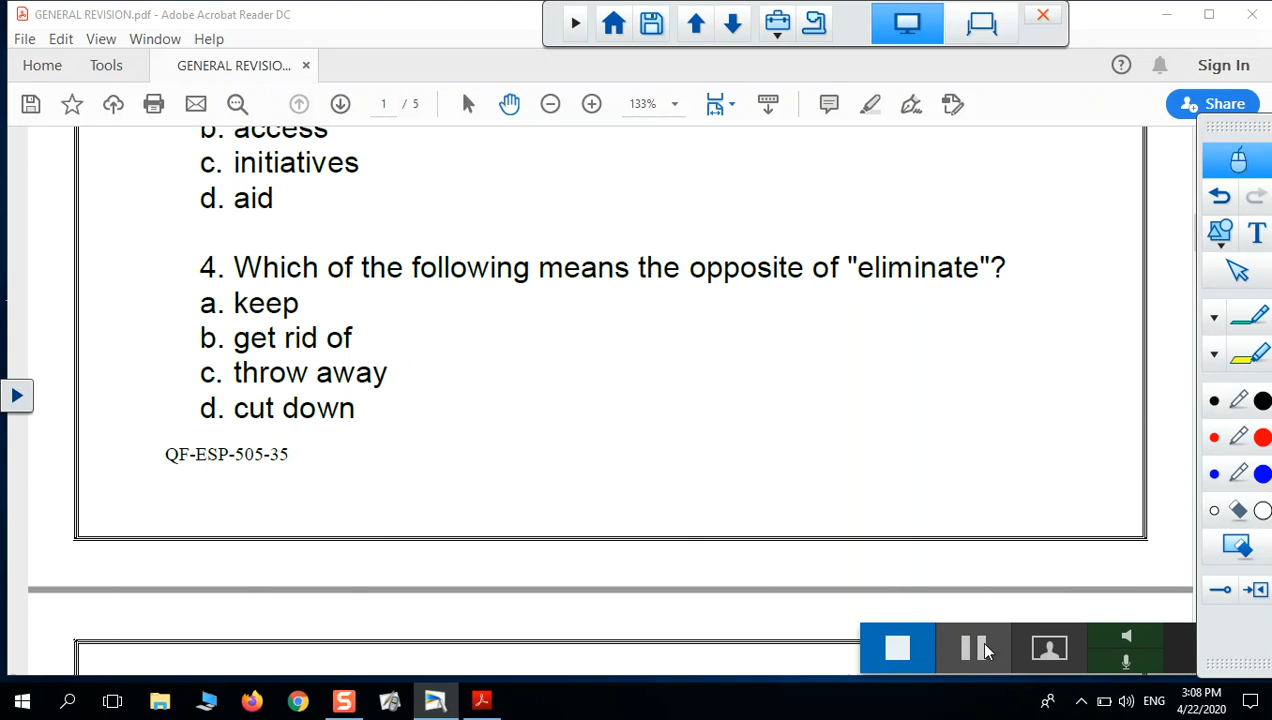 GENERAL REVISION.pdf - Adobe Acrobat Reader DC
File Edit View Window Help
Home Tools GENERAL REVISIO... ×
Sign In
1 / 5
133%
Share
b. access
c. initiatives
d. aid
4. Which of the following means the opposite of "eliminate"?
a. keep
b. get rid of
c. throw away
d. cut down
QF-ESP-505-35
T
S
ENG
3:08 PM
4/22/2020